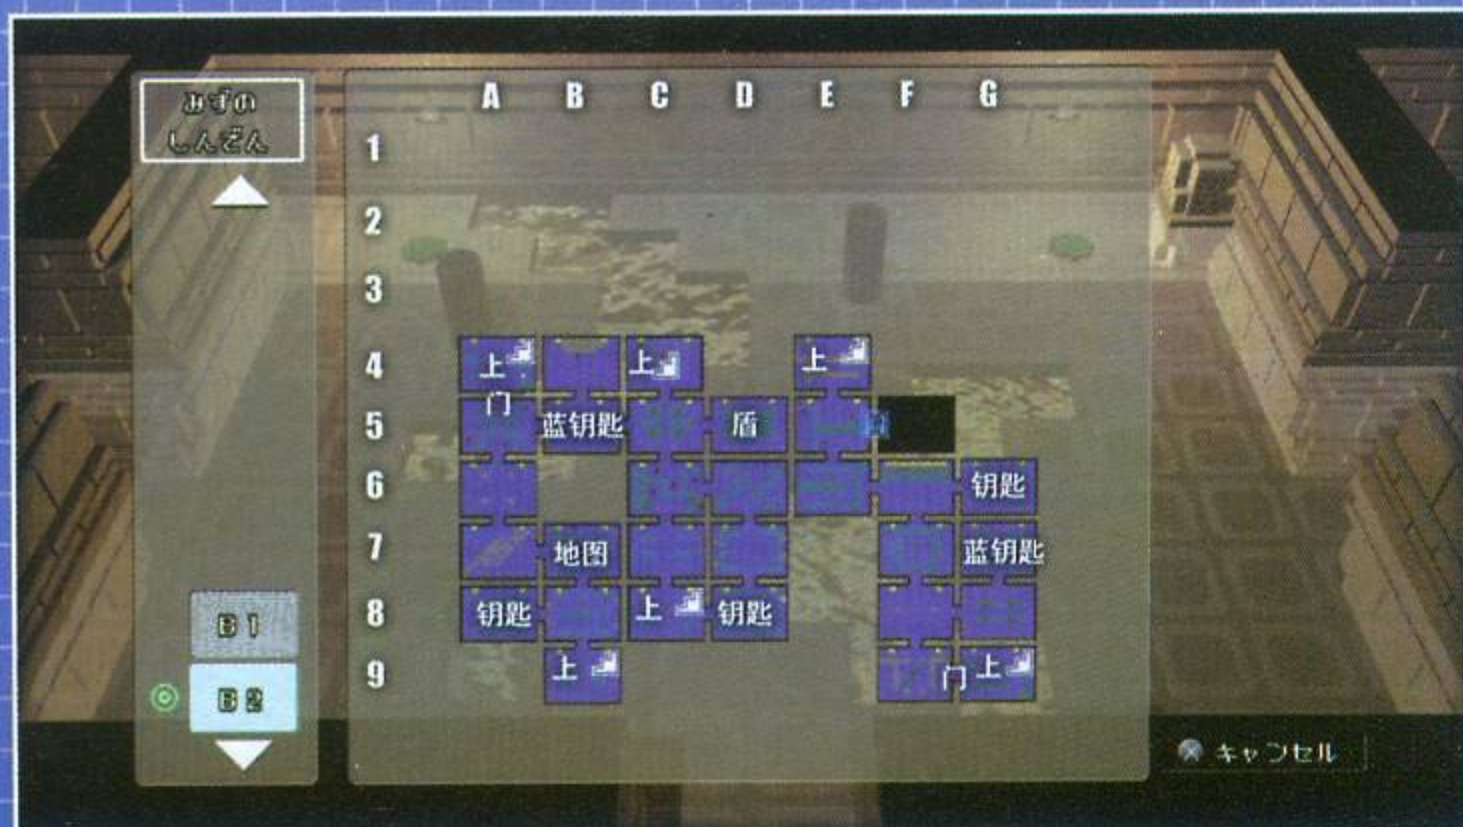 みずの
しんでん
A B C D E F G
1
2
3
4 上 上 上
门
5 蓝钥匙 盾
6 钥匙
7 地图 蓝钥匙
8 钥匙 上 钥匙
9 上 门 上
B1
B2
キャンセル